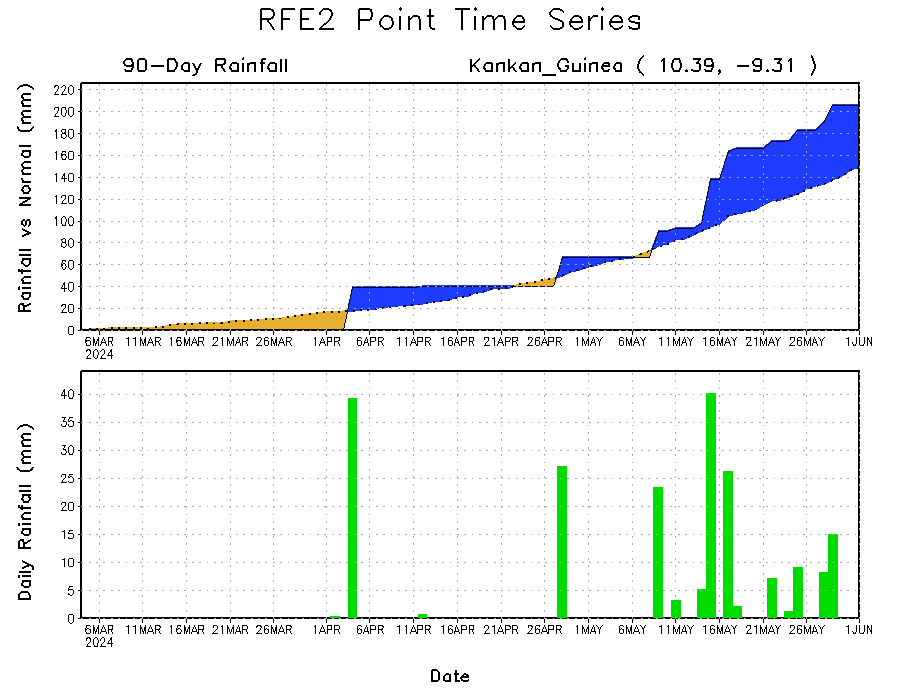 RFE2 Point Time Series
90-Day Rainfall
Kankan_Guinea ( 10.39, -9.31 )
Rainfall vs Normal (mm)
220
200
180
160
140
120
100
80
60
40
20
0
6MAR 11MAR 16MAR 21MAR 26MAR 1APR 6APR 11APR 16APR 21APR 26APR 1MAY 6MAY 11MAY 16MAY 21MAY 26MAY 1JUN
2024
Daily Rainfall (mm)
40
35
30
25
20
15
10
5
0
6MAR 11MAR 16MAR 21MAR 26MAR 1APR 6APR 11APR 16APR 21APR 26APR 1MAY 6MAY 11MAY 16MAY 21MAY 26MAY 1JUN
2024
Date